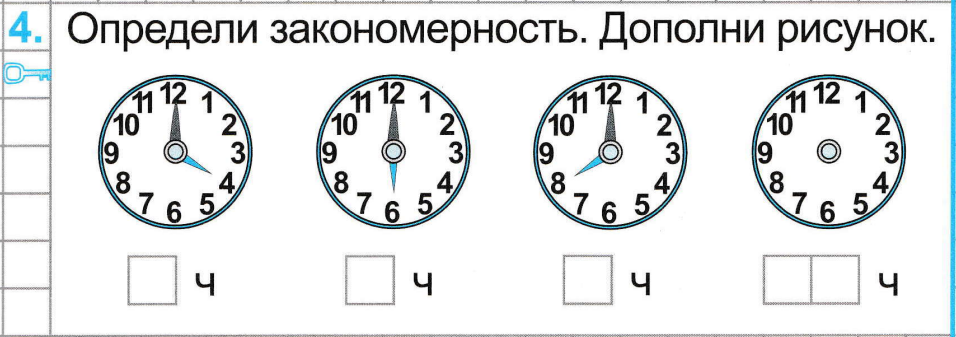 4. Определи закономерность. Дополни рисунок.
11 12 1 11 12 1 11 12 1 11 12 1
10 2 10 2 10 2 10 2
9 3 9 3 9 3 9 3
8 4 8 4 8 4 8 4
7 6 5 7 6 5 7 6 5 7 6 5
ч ч ч ч